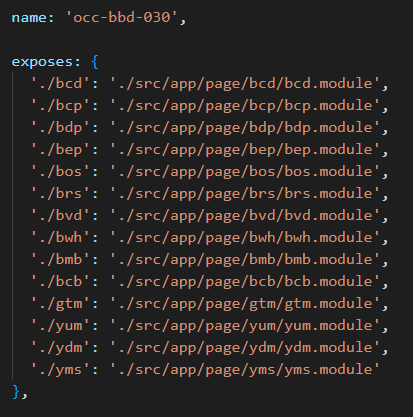 name: 'occ-bbd-030',
exposes: {
'./bcd': './src/app/page/bcd/bcd.module',
'./bcp': './src/app/page/bcp/bcp.module',
'./bdp': './src/app/page/bdp/bdp.module',
'./bep': './src/app/page/bep/bep.module',
'./bos': './src/app/page/bos/bos.module',
'./brs': './src/app/page/brs/brs.module',
'./bvd': './src/app/page/bvd/bvd.module',
'./bwh': './src/app/page/bwh/bwh.module',
'./bmb': './src/app/page/bmb/bmb.module',
'./bcb': './src/app/page/bcb/bcb.module',
'./gtm': './src/app/page/gtm/gtm.module',
'./yum': './src/app/page/yum/yum.module',
'./ydm': './src/app/page/ydm/ydm.module',
'./yms': './src/app/page/yms/yms.module'
},